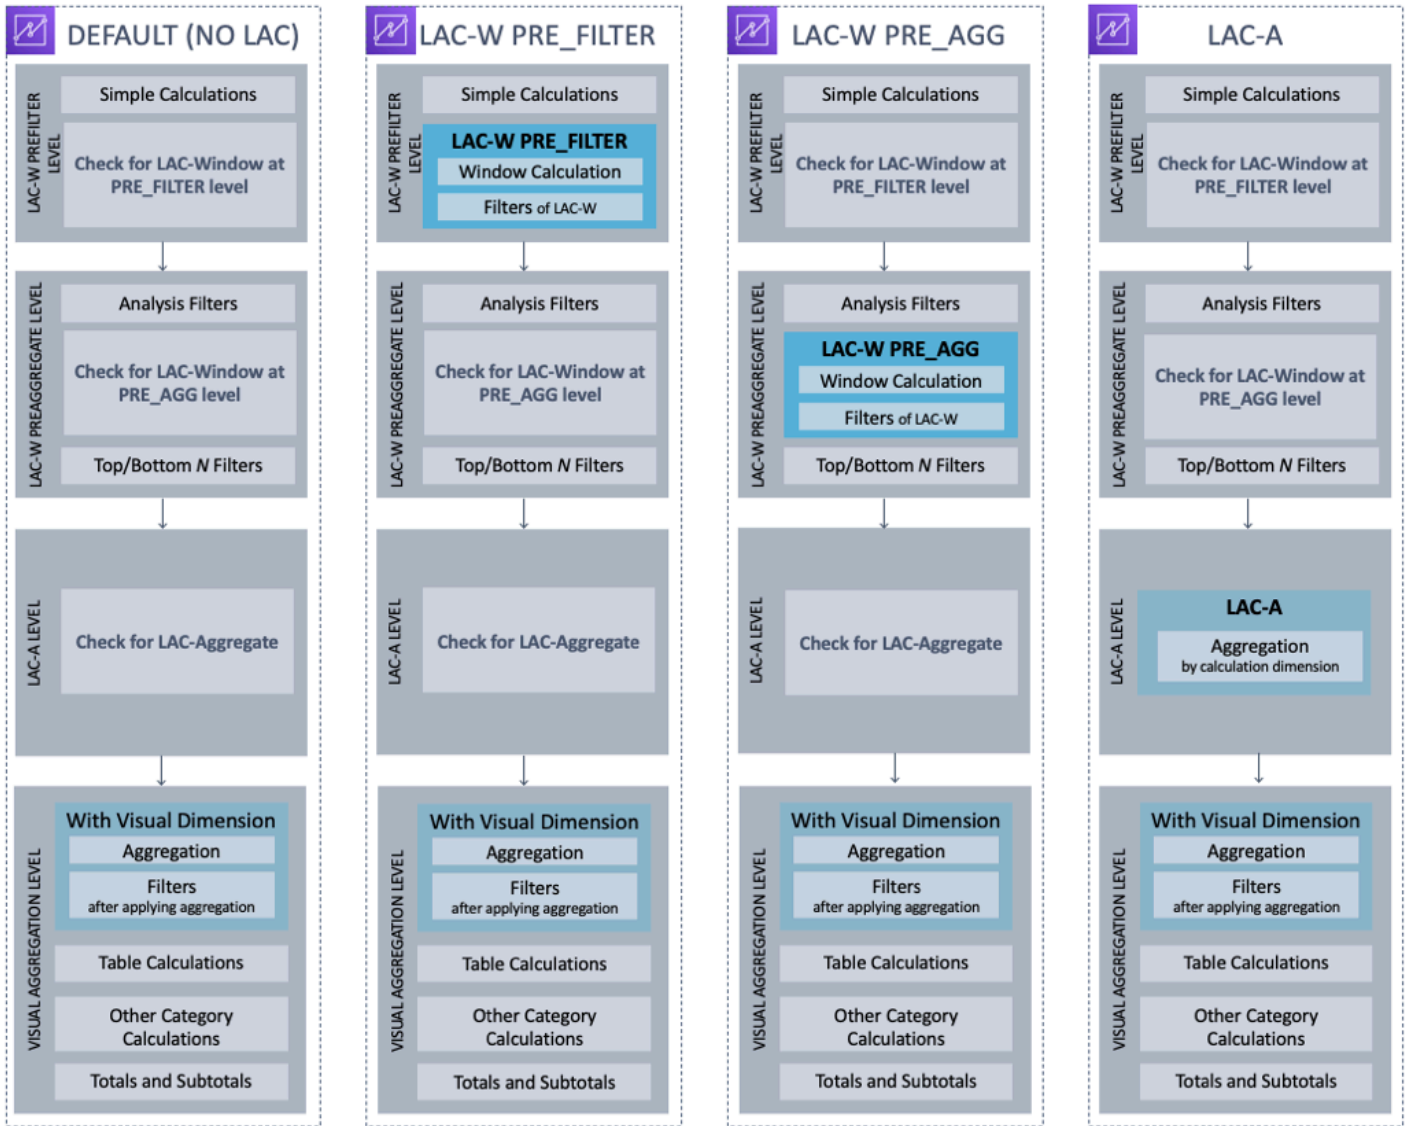 DEFAULT (NO LAC)
LAC-W PREFILTER
LEVEL
Simple Calculations
Check for LAC-Window at
PRE_FILTER level
LAC-W PREAGGREGATE LEVEL
Analysis Filters
Check for LAC-Window at
PRE_AGG level
Top/Bottom N Filters
LAC-A LEVEL
Check for LAC-Aggregate
VISUAL AGGREGATION LEVEL
With Visual Dimension
Aggregation
Filters
after applying aggregation
Table Calculations
Other Category
Calculations
Totals and Subtotals
LAC-W PRE_FILTER
LAC-W PREFILTER
LEVEL
Simple Calculations
LAC-W PRE_FILTER
Window Calculation
Filters of LAC-W
LAC-W PREAGGREGATE LEVEL
Analysis Filters
Check for LAC-Window at
PRE_AGG level
Top/Bottom N Filters
LAC-A LEVEL
Check for LAC-Aggregate
VISUAL AGGREGATION LEVEL
With Visual Dimension
Aggregation
Filters
after applying aggregation
Table Calculations
Other Category
Calculations
Totals and Subtotals
LAC-W PRE_AGG
LAC-W PREFILTER
LEVEL
Simple Calculations
Check for LAC-Window at
PRE_FILTER level
LAC-W PREAGGREGATE LEVEL
Analysis Filters
LAC-W PRE_AGG
Window Calculation
Filters of LAC-W
Top/Bottom N Filters
LAC-A LEVEL
Check for LAC-Aggregate
VISUAL AGGREGATION LEVEL
With Visual Dimension
Aggregation
Filters
after applying aggregation
Table Calculations
Other Category
Calculations
Totals and Subtotals
LAC-A
LAC-W PREFILTER
LEVEL
Simple Calculations
Check for LAC-Window at
PRE_FILTER level
LAC-W PREAGGREGATE LEVEL
Analysis Filters
Check for LAC-Window at
PRE_AGG level
Top/Bottom N Filters
LAC-A LEVEL
LAC-A
Aggregation
by calculation dimension
VISUAL AGGREGATION LEVEL
With Visual Dimension
Aggregation
Filters
after applying aggregation
Table Calculations
Other Category
Calculations
Totals and Subtotals